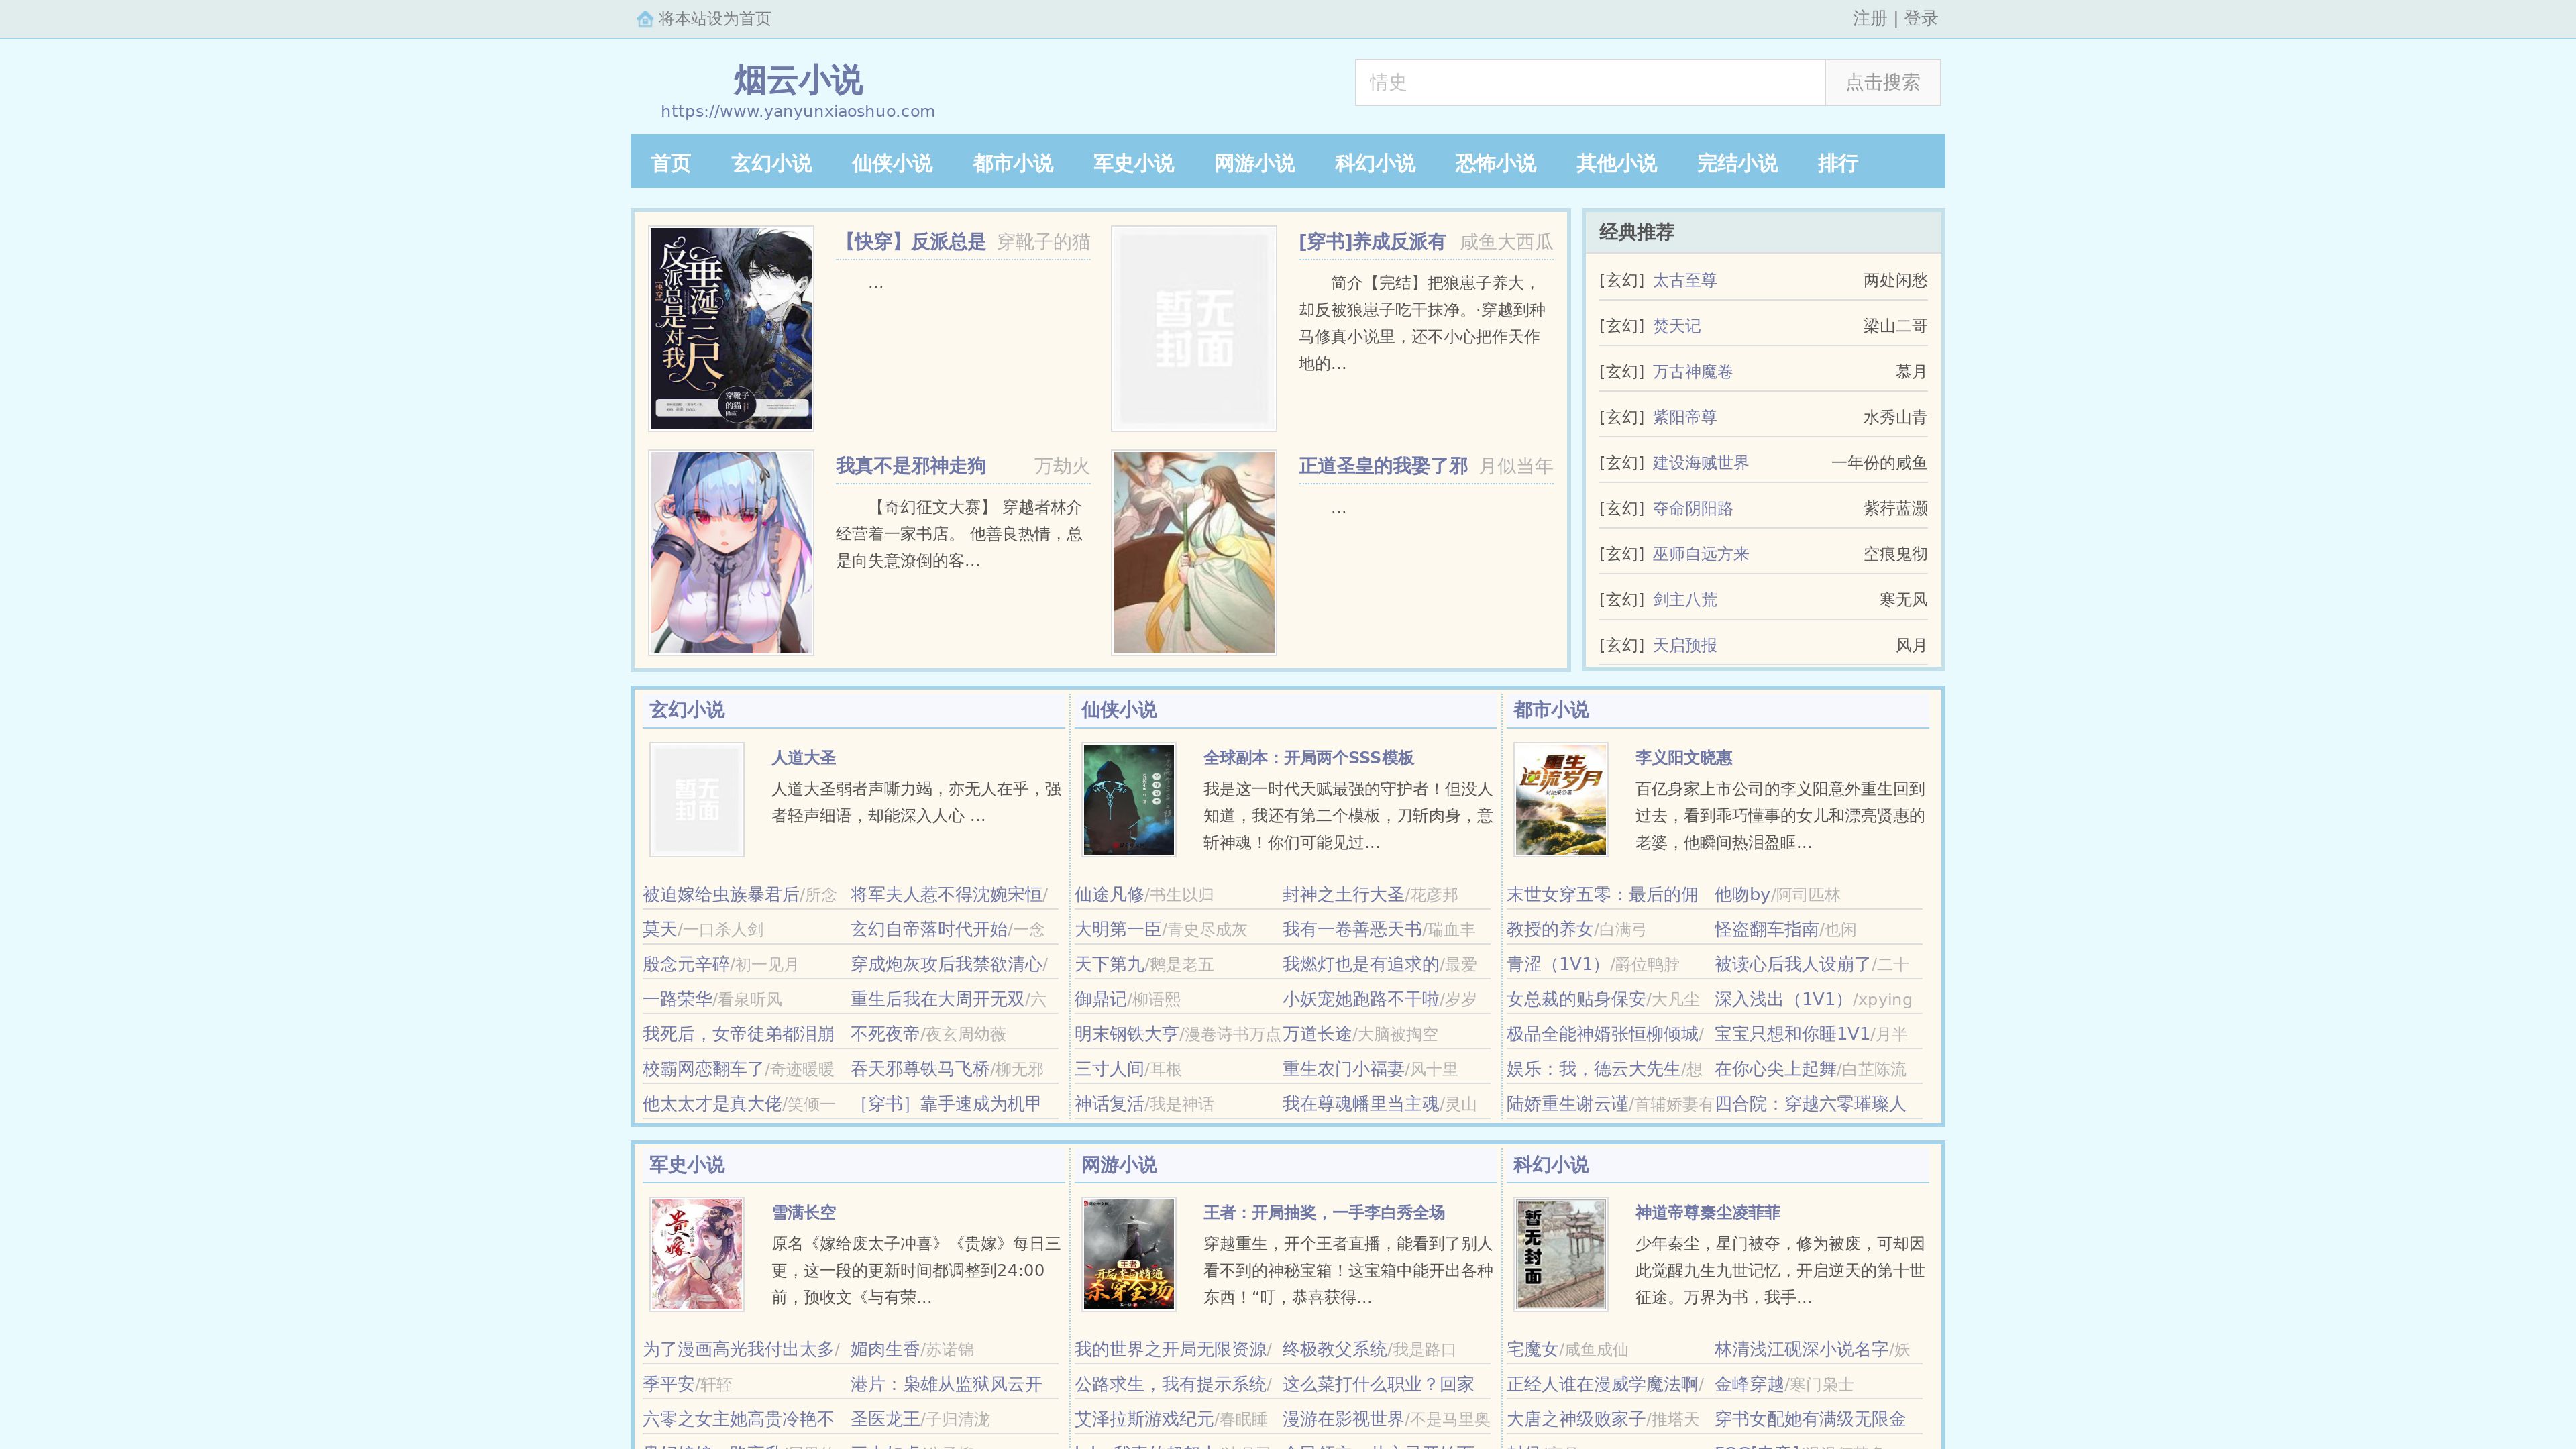 将本站设为首页
注册 | 登录
烟云小说
https://www.yanyunxiaoshuo.com
情史
点击搜索
首页 玄幻小说 仙侠小说 都市小说 军史小说 网游小说 科幻小说 恐怖小说 其他小说 完结小说 排行
反派总是对我
垂涎三尺
快穿
穿靴子的猫
【快穿】反派总是 穿靴子的猫
...
暂无封面
[穿书]养成反派有 咸鱼大西瓜
简介【完结】把狼崽子养大，
却反被狼崽子吃干抹净。·穿越到种
马修真小说里，还不小心把作天作
地的...
我真不是邪神走狗 万劫火
【奇幻征文大赛】 穿越者林介
经营着一家书店。 他善良热情，总
是向失意潦倒的客...
正道圣皇的我娶了邪 月似当年
...
经典推荐
[玄幻] 太古至尊 两处闲愁
[玄幻] 焚天记 梁山二哥
[玄幻] 万古神魔卷 慕月
[玄幻] 紫阳帝尊 水秀山青
[玄幻] 建设海贼世界 一年份的咸鱼
[玄幻] 夺命阴阳路 紫荇蓝灏
[玄幻] 巫师自远方来 空痕鬼彻
[玄幻] 剑主八荒 寒无风
[玄幻] 天启预报 风月
玄幻小说
暂无封面
人道大圣
人道大圣弱者声嘶力竭，亦无人在乎，强
者轻声细语，却能深入人心 ...
被迫嫁给虫族暴君后/所念 将军夫人惹不得沈婉宋恒/
莫天/一口杀人剑 玄幻自帝落时代开始/一念
殷念元辛碎/初一见月 穿成炮灰攻后我禁欲清心/
一路荣华/看泉听风 重生后我在大周开无双/六
我死后，女帝徒弟都泪崩 不死夜帝/夜玄周幼薇
校霸网恋翻车了/奇迹暖暖 吞天邪尊铁马飞桥/柳无邪
他太太才是真大佬/笑倾一 ［穿书］靠手速成为机甲
仙侠小说
全球副本：开局两个SSS模板
我是这一时代天赋最强的守护者！但没人
知道，我还有第二个模板，刀斩肉身，意
斩神魂！你们可能见过...
仙途凡修/书生以归 封神之土行大圣/花彦邦
大明第一臣/青史尽成灰 我有一卷善恶天书/瑞血丰
天下第九/鹅是老五 我燃灯也是有追求的/最爱
御鼎记/柳语熙 小妖宠她跑路不干啦/岁岁
明末钢铁大亨/漫卷诗书万点 万道长途/大脑被掏空
三寸人间/耳根 重生农门小福妻/风十里
神话复活/我是神话 我在尊魂幡里当主魂/灵山
都市小说
重生
逆流岁月
李义阳文晓惠
百亿身家上市公司的李义阳意外重生回到
过去，看到乖巧懂事的女儿和漂亮贤惠的
老婆，他瞬间热泪盈眶...
末世女穿五零：最后的佣 他吻by/阿司匹林
教授的养女/白满弓 怪盗翻车指南/也闲
青涩（1V1）/爵位鸭脖 被读心后我人设崩了/二十
女总裁的贴身保安/大凡尘 深入浅出（1V1）/xpying
极品全能神婿张恒柳倾城/ 宝宝只想和你睡1V1/月半
娱乐：我，德云大先生/想 在你心尖上起舞/白芷陈流
陆娇重生谢云谨/首辅娇妻有 四合院：穿越六零璀璨人
军史小说
贵嫁
雪满长空
原名《嫁给废太子冲喜》《贵嫁》每日三
更，这一段的更新时间都调整到24:00
前，预收文《与有荣...
为了漫画高光我付出太多/ 媚肉生香/苏诺锦
季平安/轩轾 港片：枭雄从监狱风云开
六零之女主她高贵冷艳不 圣医龙王/子归清泷
网游小说
王者
杀穿全场
王者：开局抽奖，一手李白秀全场
穿越重生，开个王者直播，能看到了别人
看不到的神秘宝箱！这宝箱中能开出各种
东西！“叮，恭喜获得...
我的世界之开局无限资源/ 终极教父系统/我是路口
公路求生，我有提示系统/ 这么菜打什么职业？回家
艾泽拉斯游戏纪元/春眠睡 漫游在影视世界/不是马里奥
科幻小说
暂无封面
神道帝尊秦尘凌菲菲
少年秦尘，星门被夺，修为被废，可却因
此觉醒九生九世记忆，开启逆天的第十世
征途。万界为书，我手...
宅魔女/咸鱼成仙 林清浅江砚深小说名字/妖
正经人谁在漫威学魔法啊/ 金峰穿越/寒门枭士
大唐之神级败家子/推塔天 穿书女配她有满级无限金